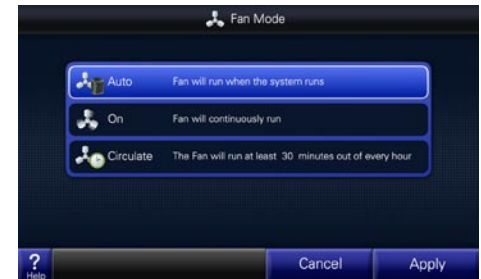 Fan Mode
Auto Fan will run when the system runs
On Fan will continuously run
Circulate The Fan will run at least 30 minutes out of every hour
? Help Cancel Apply